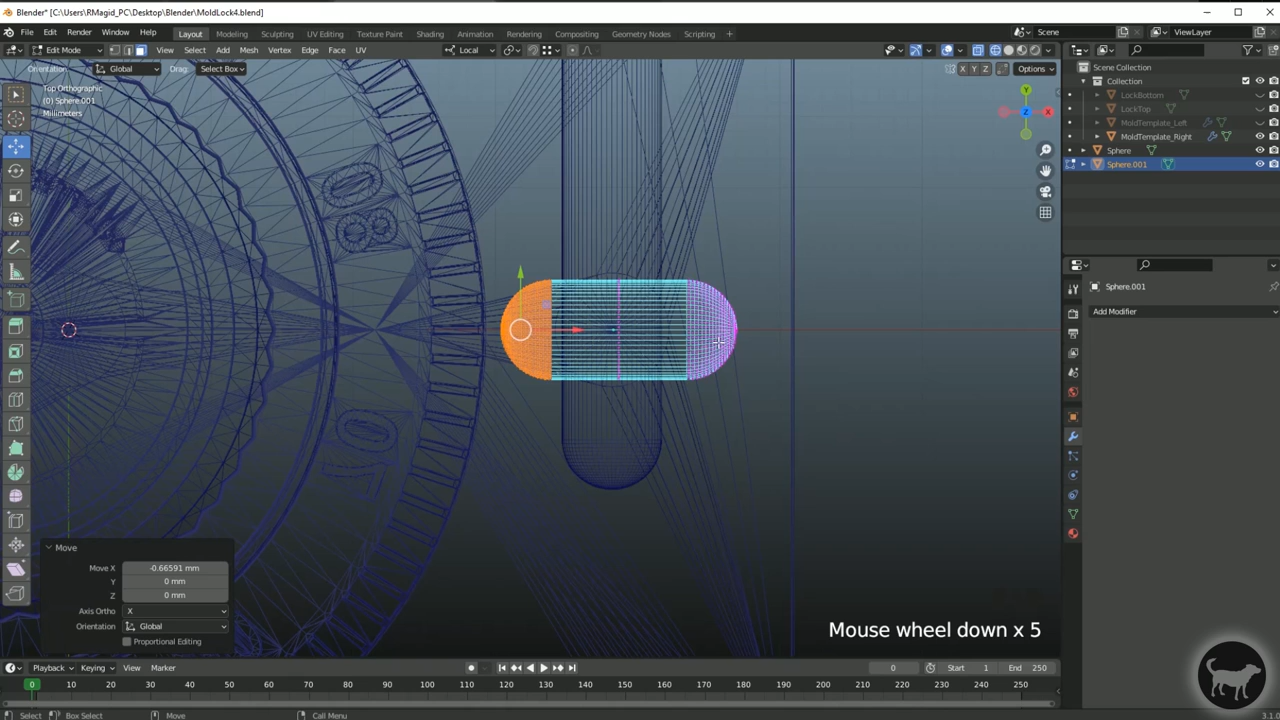 Blender* [C:\Users\RMagid_PC\Desktop\Blender\MoldLock4.blend]
File Edit Render Window Help Layout Modeling Sculpting UV Editing Texture Paint Shading Animation Rendering Compositing Geometry Nodes Scripting + Scene ViewLayer
Edit Mode View Select Add Mesh Vertex Edge Face UV Local
Orientation: Global Drag: Select Box X Y Z Options
Top Orthographic
(0) Sphere.001
Millimeters
Y
Z
X
Scene Collection
Collection
LockBottom
LockTop
MoldTemplate_Left
MoldTemplate_Right
Sphere
Sphere.001
Sphere.001
Add Modifier
Move
Move X -0.66591 mm
Y 0 mm
Z 0 mm
Axis Ortho X
Orientation Global
Proportional Editing
Mouse wheel down x 5
Playback Keying View Marker 0 Start 1 End 250
0 10 20 30 40 50 60 70 80 90 100 110 120 130 140 150 160 170 180 190 200 210 220 230 240 250
Select Box Select Move Call Menu 3.1.0